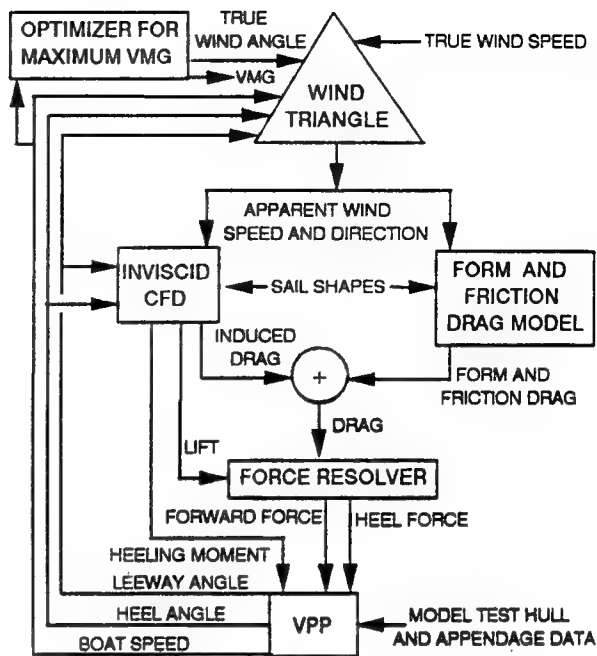 OPTIMIZER FOR
MAXIMUM VMG
TRUE
WIND ANGLE
VMG
TRUE WIND SPEED
WIND
TRIANGLE
APPARENT WIND
SPEED AND DIRECTION
INVISCID
CFD
SAIL SHAPES
FORM AND
FRICTION
DRAG MODEL
INDUCED
DRAG
+
FORM AND
FRICTION DRAG
DRAG
LIFT
FORCE RESOLVER
FORWARD FORCE
HEEL FORCE
HEELING MOMENT
LEEWAY ANGLE
HEEL ANGLE
BOAT SPEED
VPP
MODEL TEST HULL
AND APPENDAGE DATA